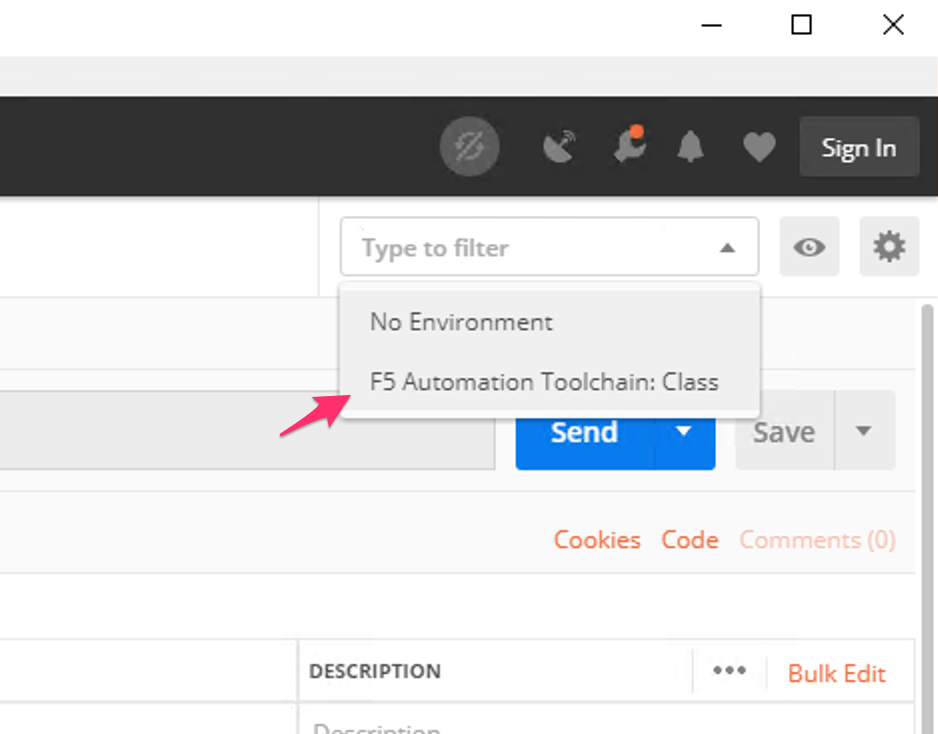 Sign In
Type to filter
No Environment
F5 Automation Toolchain: Class
Send
Save
Cookies Code Comments (0)
DESCRIPTION
Bulk Edit
Description